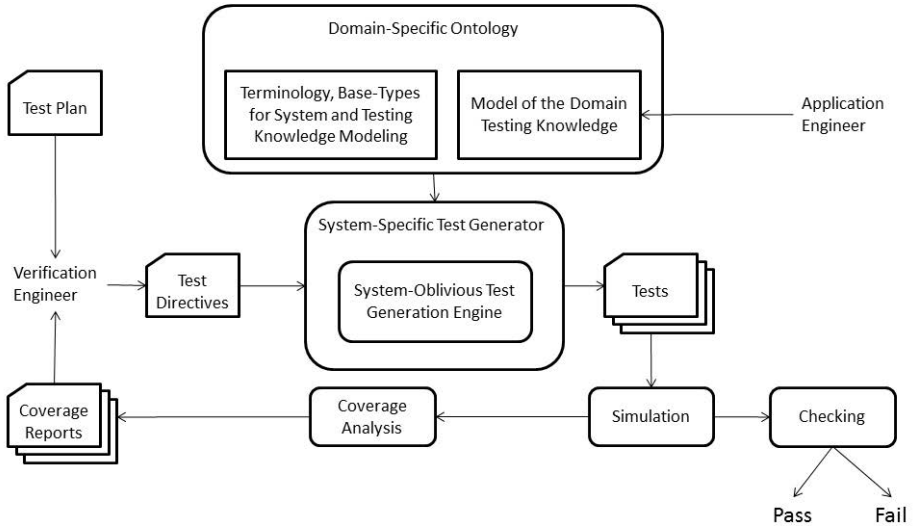 Domain-Specific Ontology
Test Plan
Terminology, Base-Types
for System and Testing
Knowledge Modeling
Model of the Domain
Testing Knowledge
Application
Engineer
System-Specific Test Generator
Verification
Engineer
Test
Directives
System-Oblivious Test
Generation Engine
Tests
Coverage
Reports
Coverage
Analysis
Simulation
Checking
Pass
Fail